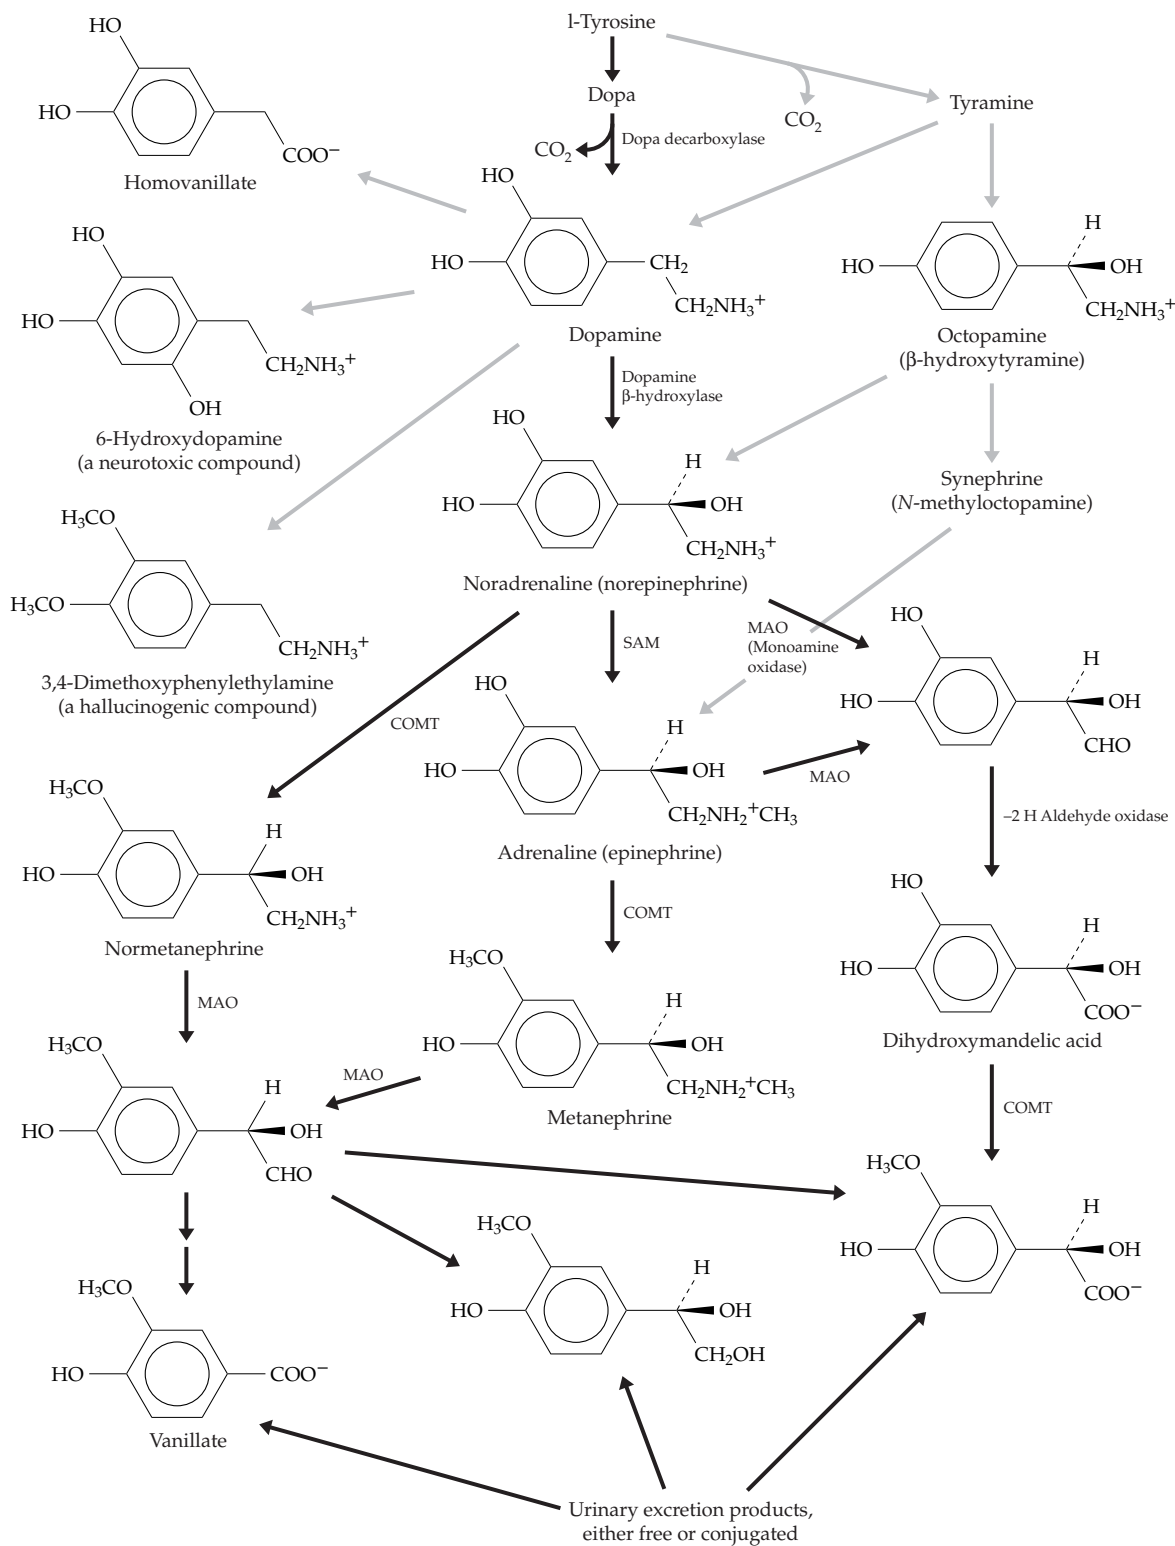 l-Tyrosine
HO
HO
COO⁻
Homovanillate
Dopa
CO₂
Tyramine
CO₂
Dopa decarboxylase
HO
HO
CH₂
CH₂NH₃⁺
Dopamine
HO
H
OH
CH₂NH₃⁺
Octopamine
(β-hydroxytyramine)
HO
HO
CH₂NH₃⁺
OH
6-Hydroxydopamine
(a neurotoxic compound)
Dopamine
β-hydroxylase
HO
HO
H
OH
CH₂NH₃⁺
Noradrenaline (norepinephrine)
Synephrine
(N-methyloctopamine)
H₃CO
H₃CO
CH₂NH₃⁺
3,4-Dimethoxyphenylethylamine
(a hallucinogenic compound)
COMT
SAM
MAO
(Monoamine
oxidase)
HO
HO
H
OH
CHO
HO
HO
H
OH
CH₂NH₂⁺CH₃
Adrenaline (epinephrine)
MAO
–2 H Aldehyde oxidase
H₃CO
HO
H
OH
CH₂NH₃⁺
Normetanephrine
COMT
HO
HO
H
OH
COO⁻
Dihydroxymandelic acid
MAO
H₃CO
HO
H
OH
CH₂NH₂⁺CH₃
Metanephrine
MAO
COMT
H₃CO
HO
H
OH
CHO
H₃CO
HO
H
OH
COO⁻
H₃CO
HO
H
OH
CH₂OH
H₃CO
HO
COO⁻
Vanillate
Urinary excretion products,
either free or conjugated